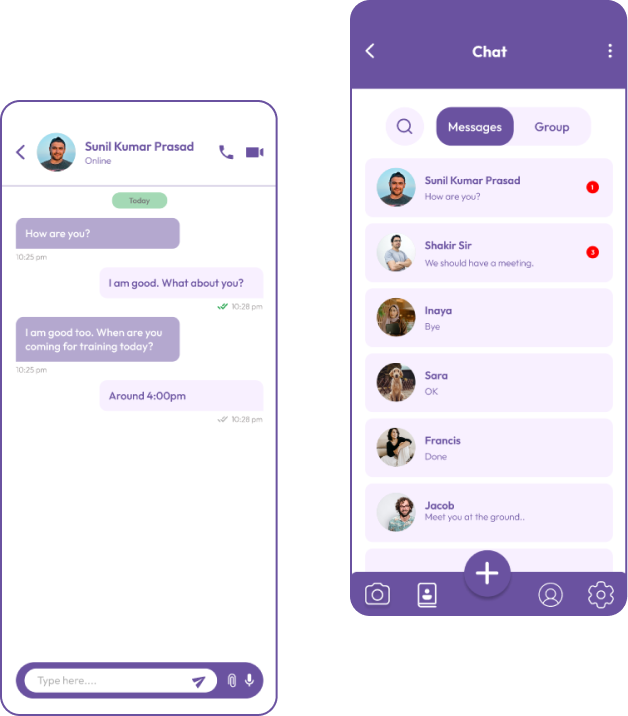 Sunil Kumar Prasad
Online
Today
How are you?
10:25 pm
I am good. What about you?
10:28 pm
I am good too. When are you
coming for training today?
10:25 pm
Around 4:00pm
10:28 pm
Type here....
Chat
Messages
Group
Sunil Kumar Prasad
How are you?
1
Shakir Sir
We should have a meeting.
3
Inaya
Bye
Sara
OK
Francis
Done
Jacob
Meet you at the ground..